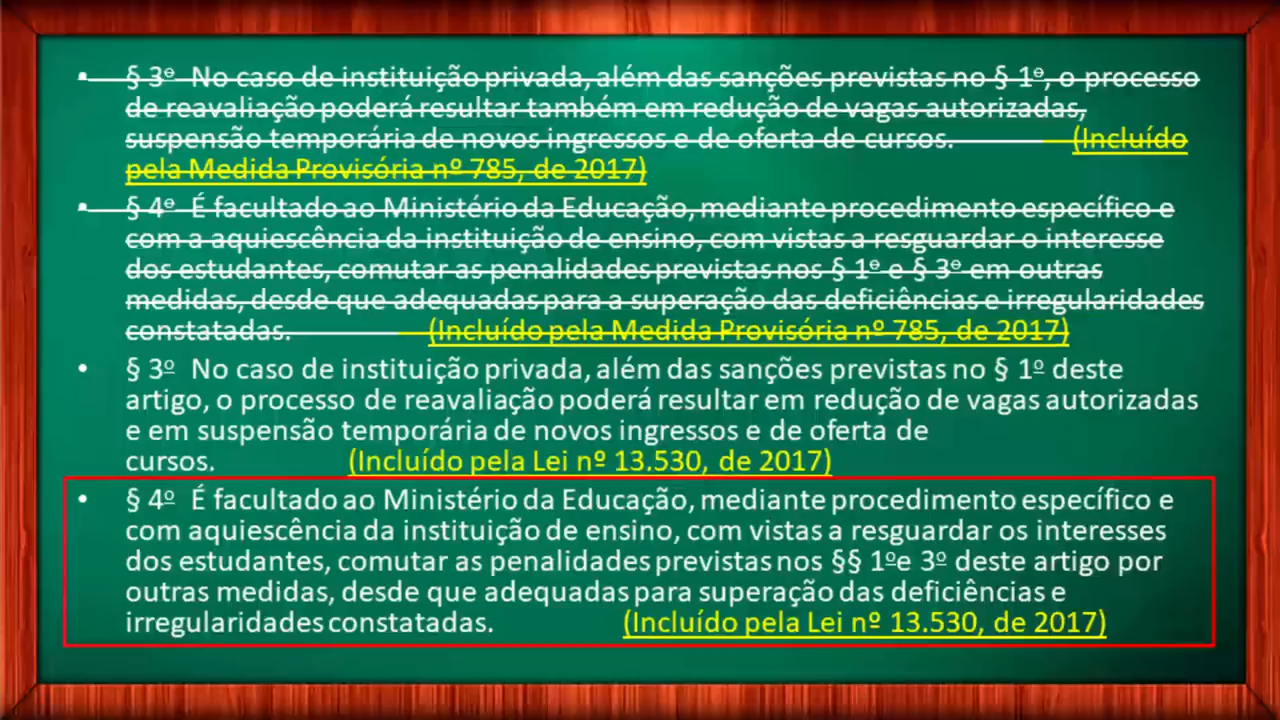 • § 3º No caso de instituição privada, além das sanções previstas no § 1º, o processo
de reavaliação poderá resultar também em redução de vagas autorizadas,
suspensão temporária de novos ingressos e de oferta de cursos. (Incluído
pela Medida Provisória nº 785, de 2017)
• § 4º É facultado ao Ministério da Educação, mediante procedimento específico e
com a aquiescência da instituição de ensino, com vistas a resguardar o interesse
dos estudantes, comutar as penalidades previstas nos § 1º e § 3º em outras
medidas, desde que adequadas para a superação das deficiências e irregularidades
constatadas. (Incluído pela Medida Provisória nº 785, de 2017)
• § 3º No caso de instituição privada, além das sanções previstas no § 1º deste
artigo, o processo de reavaliação poderá resultar em redução de vagas autorizadas
e em suspensão temporária de novos ingressos e de oferta de
cursos. (Incluído pela Lei nº 13.530, de 2017)
• § 4º É facultado ao Ministério da Educação, mediante procedimento específico e
com aquiescência da instituição de ensino, com vistas a resguardar os interesses
dos estudantes, comutar as penalidades previstas nos §§ 1ºe 3º deste artigo por
outras medidas, desde que adequadas para superação das deficiências e
irregularidades constatadas. (Incluído pela Lei nº 13.530, de 2017)